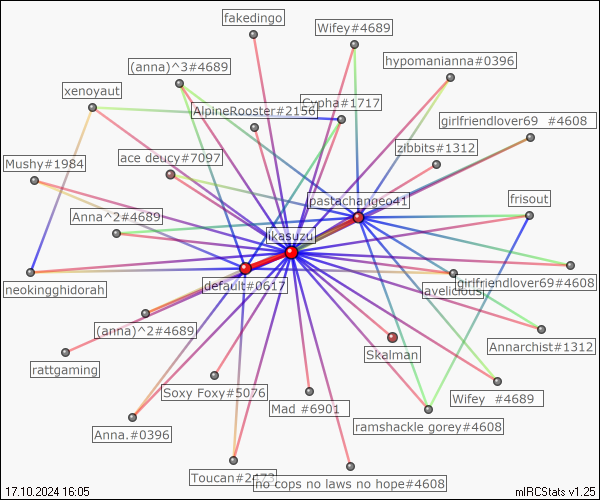 fakedingo
Wifey#4689
(anna)^3#4689
hypomanianna#0396
xenoyaut
Cypha#1717
AlpineRooster#2156
girlfriendlover69 #4608
zibbits#1312
Mushy#1984
ace deucy#7097
pastachangeo41
frisout
Anna^2#4689
likasuzu
neokingghidorah
default#0617
lavelicious
girlfriendlover69#4608
(anna)^2#4689
Annarchist#1312
Skalman
rattgaming
Soxy Foxy#5076
Mad #6901
Wifey #4689
ramshackle gorey#4608
Anna.#0396
Toucan#2473
no cops no laws no hope#4608
17.10.2024 16:05
mIRCStats v1.25